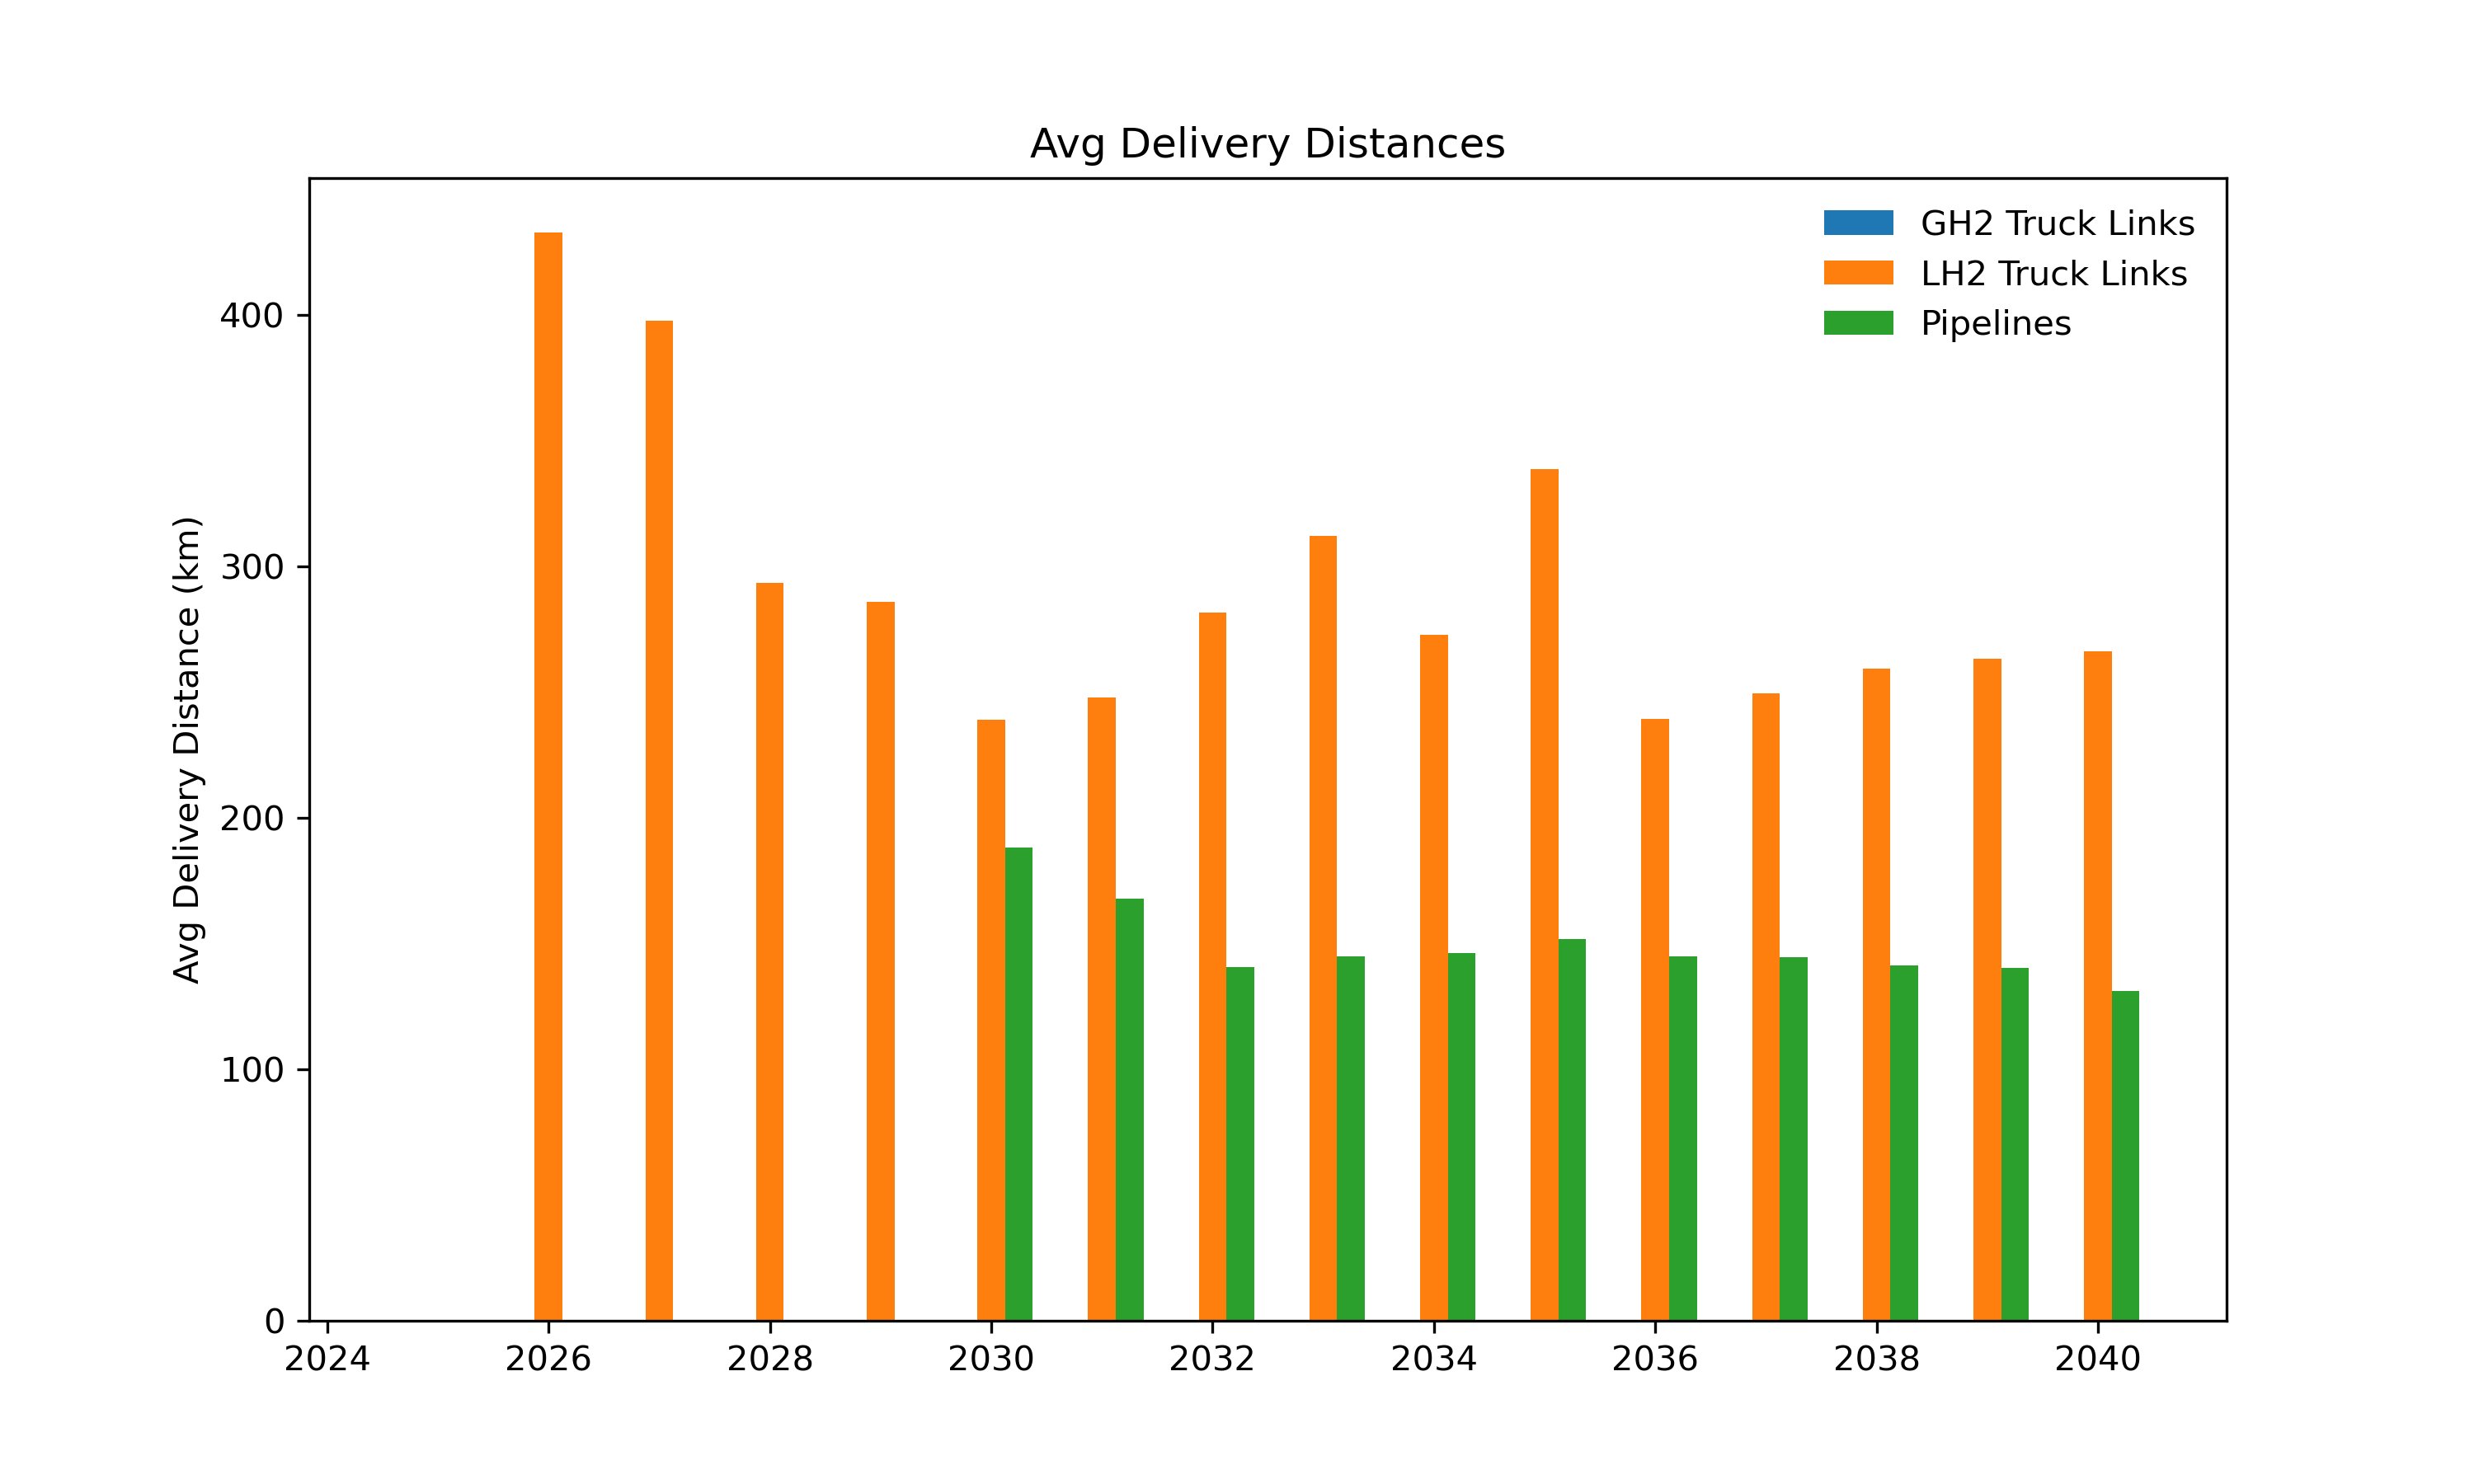 Avg Delivery Distances
GH2 Truck Links
LH2 Truck Links
Pipelines
Avg Delivery Distance (km)
400
300
200
100
0
2024 2026 2028 2030 2032 2034 2036 2038 2040